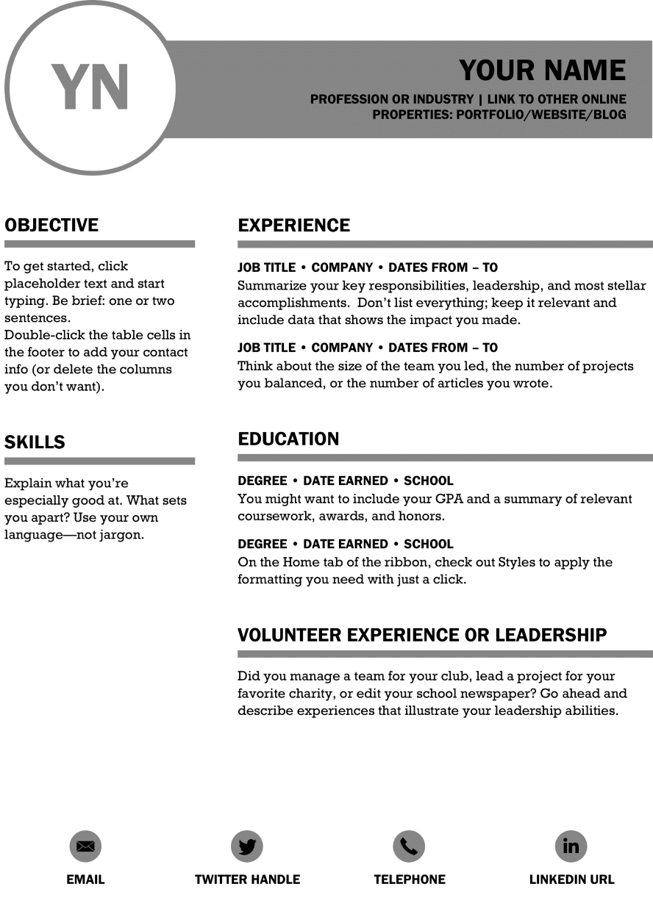 YN
YOUR NAME
PROFESSION OR INDUSTRY | LINK TO OTHER ONLINE
PROPERTIES: PORTFOLIO/WEBSITE/BLOG
OBJECTIVE
To get started, click
placeholder text and start
typing. Be brief: one or two
sentences.
Double-click the table cells in
the footer to add your contact
info (or delete the columns
you don’t want).
SKILLS
Explain what you’re
especially good at. What sets
you apart? Use your own
language—not jargon.
EXPERIENCE
JOB TITLE • COMPANY • DATES FROM – TO
Summarize your key responsibilities, leadership, and most stellar
accomplishments.  Don’t list everything; keep it relevant and
include data that shows the impact you made.
JOB TITLE • COMPANY • DATES FROM – TO
Think about the size of the team you led, the number of projects
you balanced, or the number of articles you wrote.
EDUCATION
DEGREE • DATE EARNED • SCHOOL
You might want to include your GPA and a summary of relevant
coursework, awards, and honors.
DEGREE • DATE EARNED • SCHOOL
On the Home tab of the ribbon, check out Styles to apply the
formatting you need with just a click.
VOLUNTEER EXPERIENCE OR LEADERSHIP
Did you manage a team for your club, lead a project for your
favorite charity, or edit your school newspaper? Go ahead and
describe experiences that illustrate your leadership abilities.
in
EMAIL
TWITTER HANDLE
TELEPHONE
LINKEDIN URL